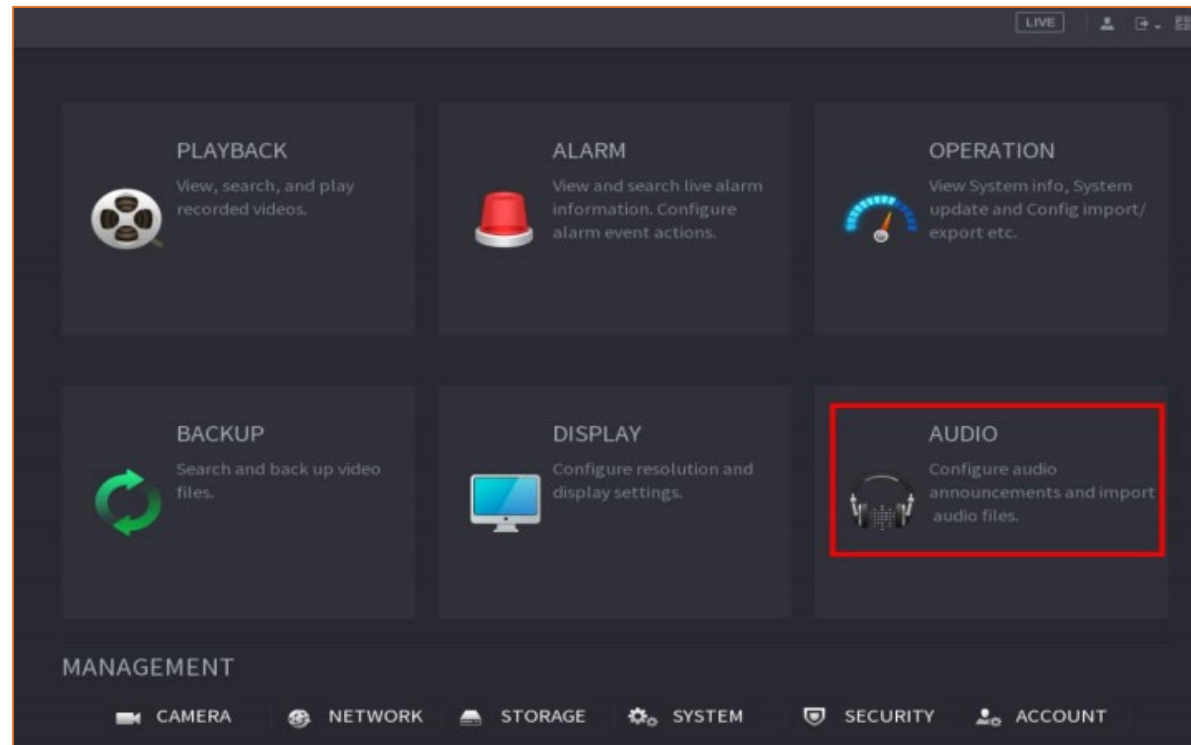 LIVE
PLAYBACK
View, search, and play
recorded videos.
ALARM
View and search live alarm
information. Configure
alarm event actions.
OPERATION
View System info, System
update and Config import/
export etc.
BACKUP
Search and back up video
files.
DISPLAY
Configure resolution and
display settings.
AUDIO
Configure audio
announcements and import
audio files.
MANAGEMENT
CAMERA
NETWORK
STORAGE
SYSTEM
SECURITY
ACCOUNT